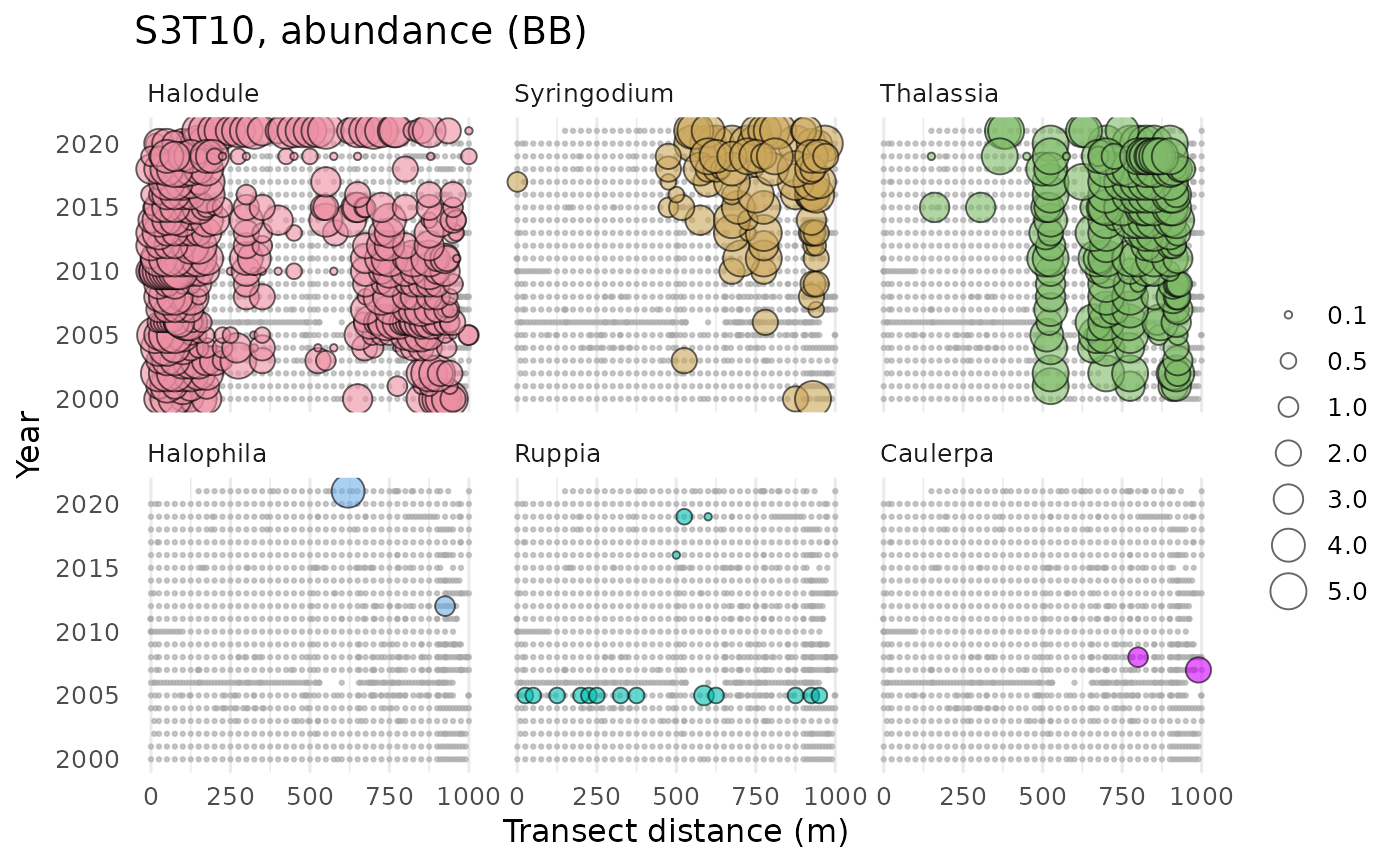 S3T10, abundance (BB)
Halodule
Syringodium
Thalassia
2020
2015
2010
2005
2000
Year
Halophila
Ruppia
Caulerpa
2020
2015
2010
2005
2000
0 250 500 750 1000
0 250 500 750 1000
0 250 500 750 1000
Transect distance (m)
0.1
0.5
1.0
2.0
3.0
4.0
5.0